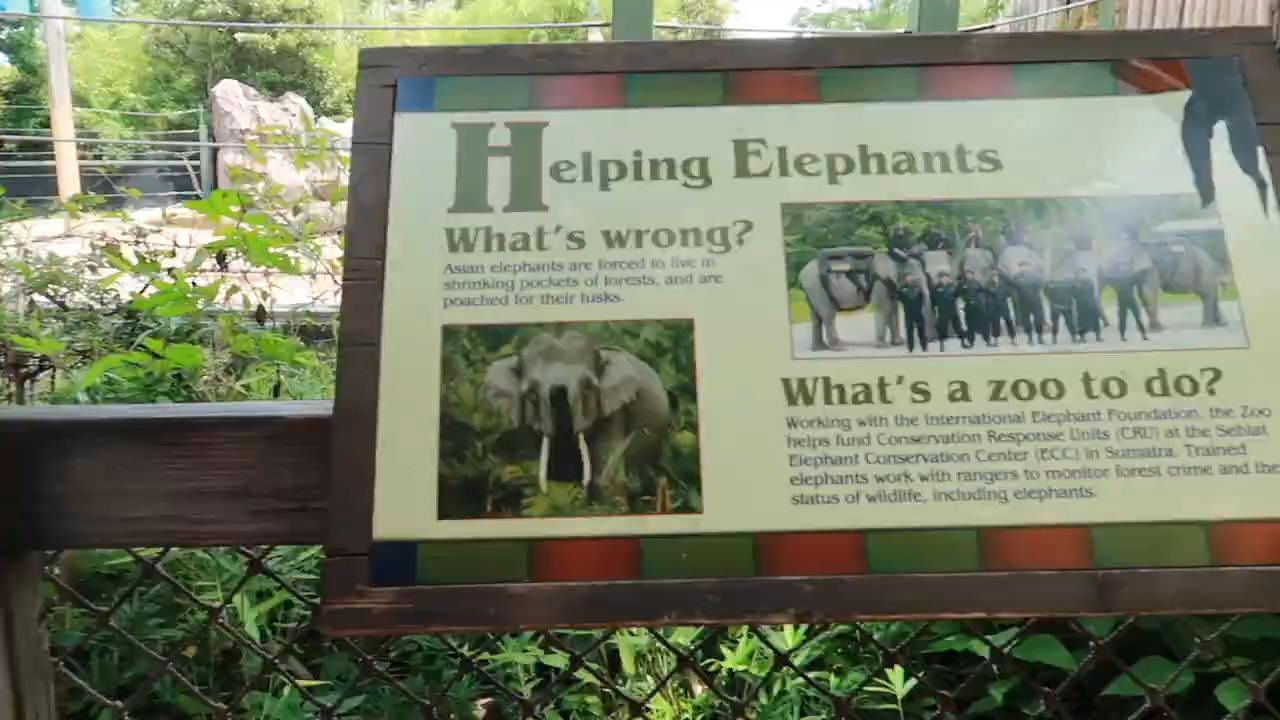 Helping Elephants
What's wrong?
Asian elephants are forced to live in
shrinking pockets of forests, and are
poached for their tusks.
What's a zoo to do?
Working with the International Elephant Foundation, the Zoo
helps fund Conservation Response Units (CRU) at the Seblat
Elephant Conservation Center (ECC) in Sumatra. Trained
elephants work with rangers to monitor forest crime and the
status of wildlife, including elephants.